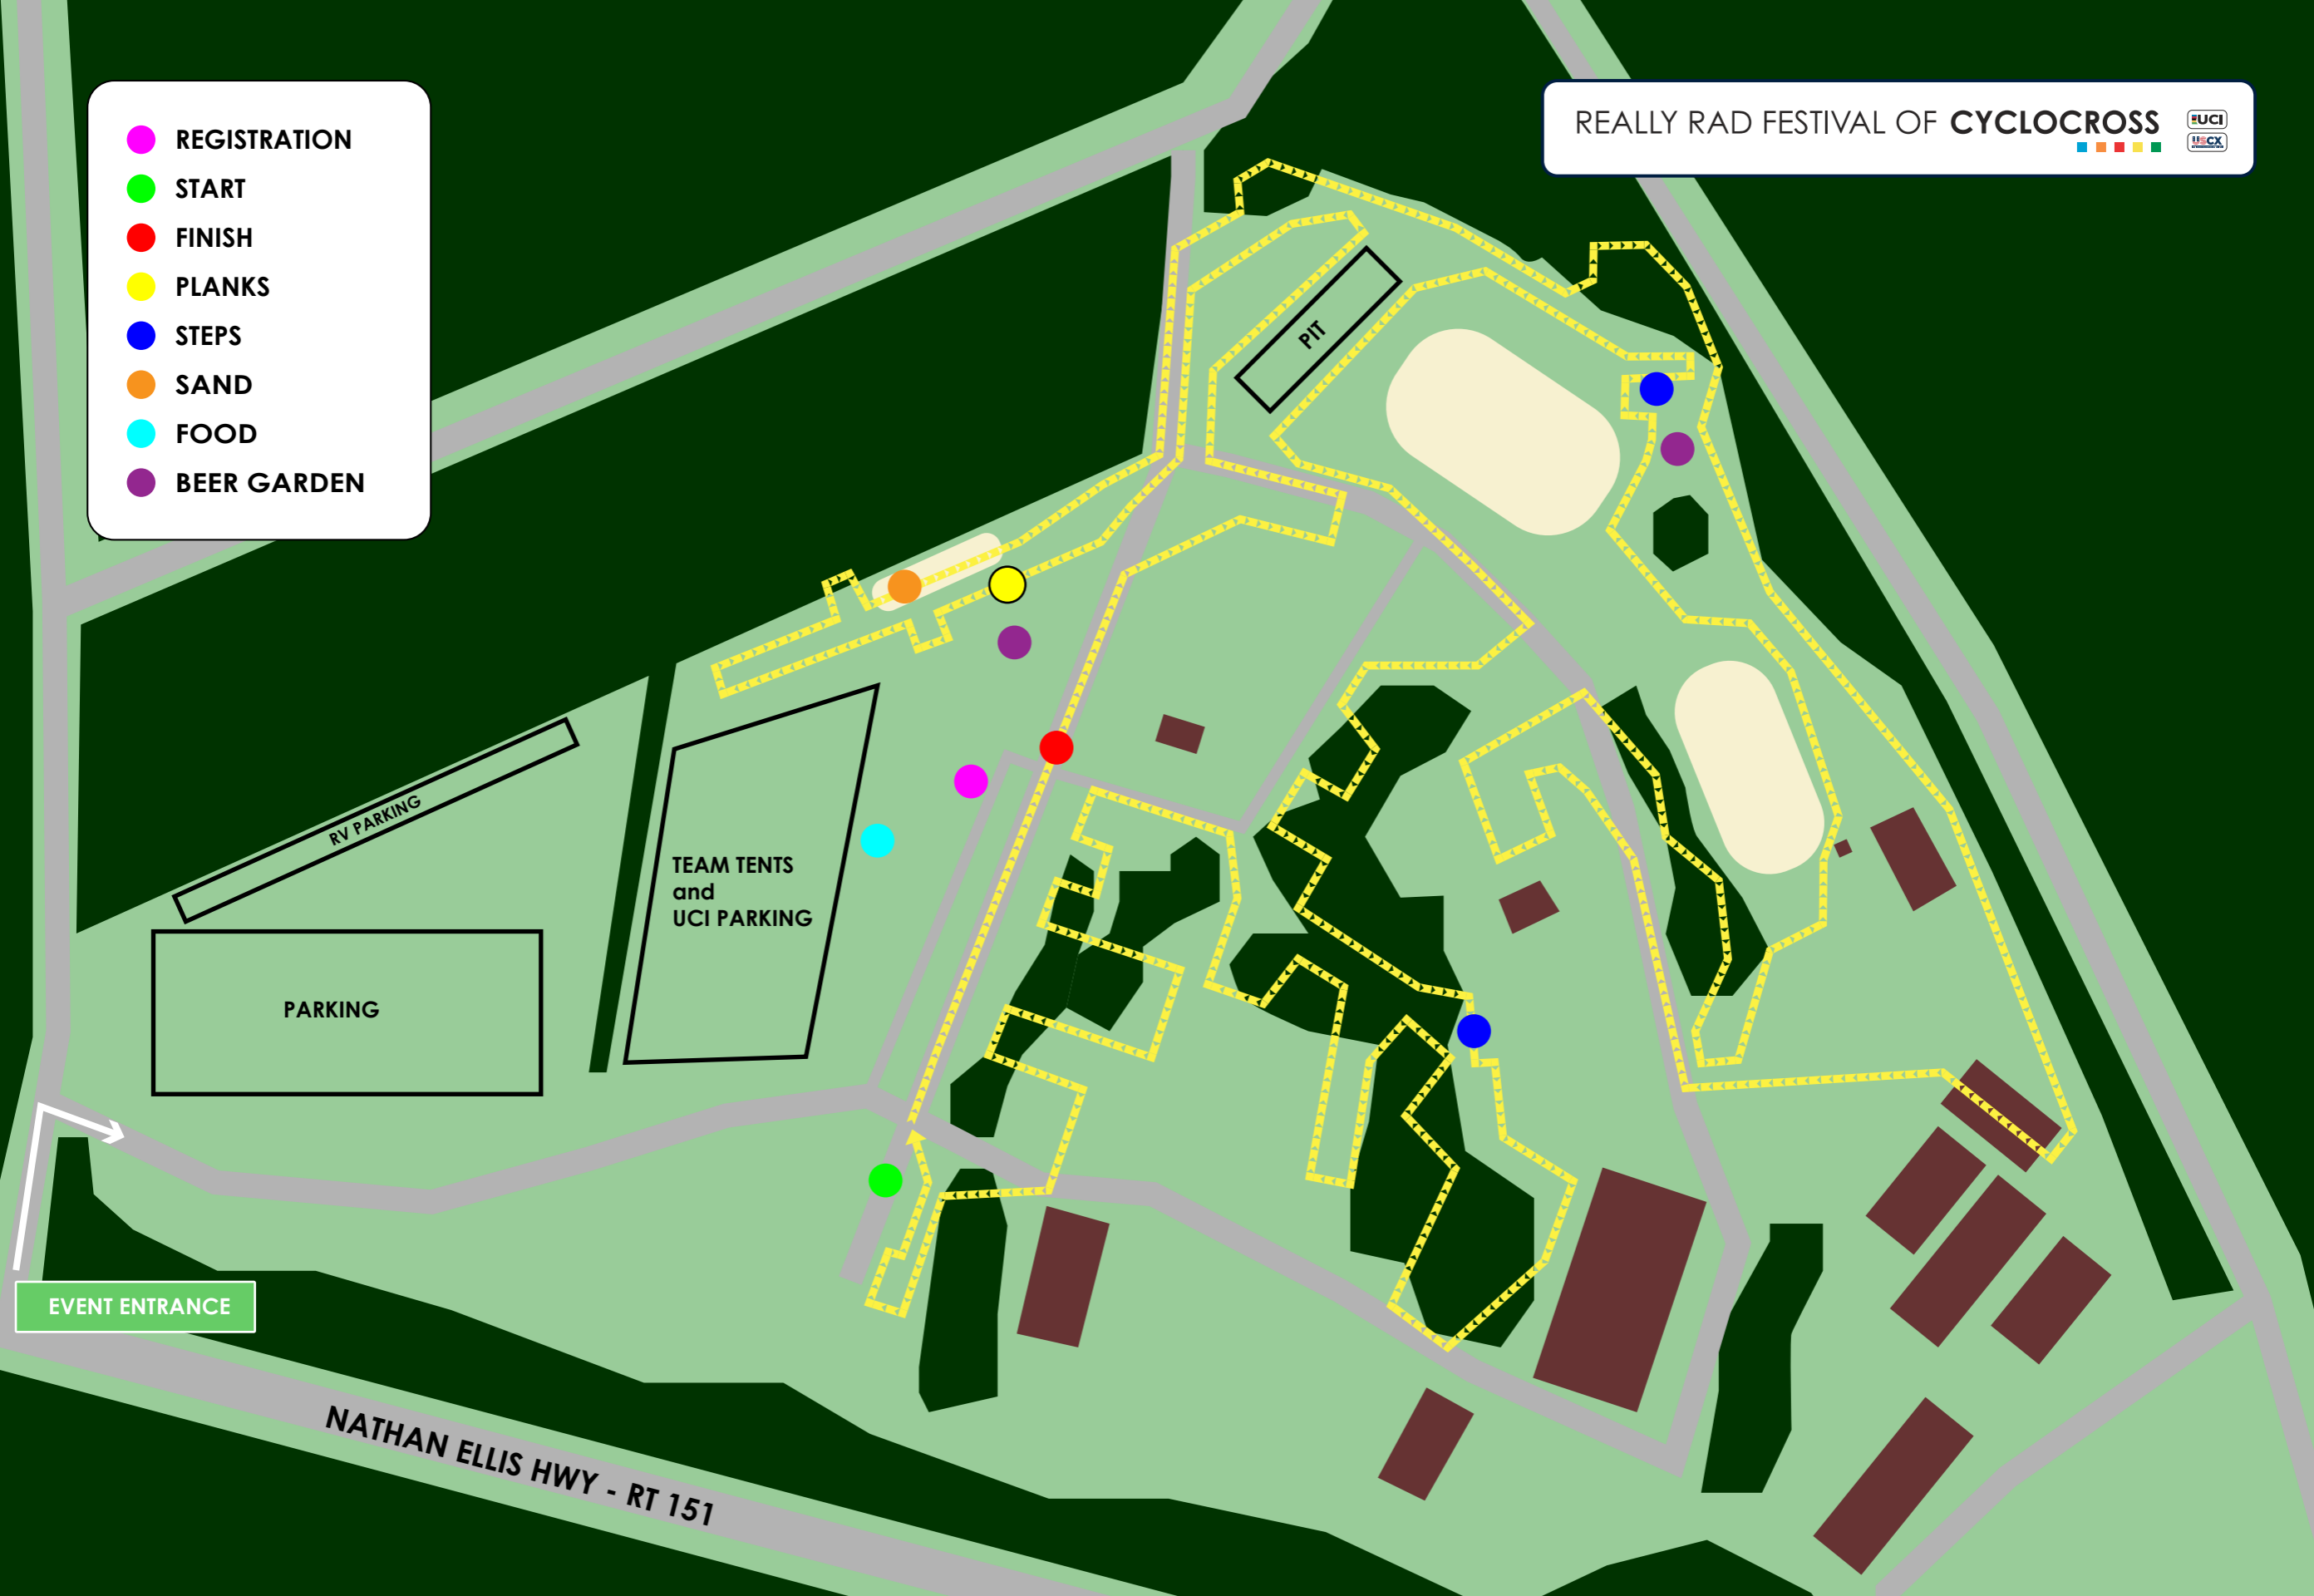 REGISTRATION
START
FINISH
PLANKS
STEPS
SAND
FOOD
BEER GARDEN
REALLY RAD FESTIVAL OF CYCLOCROSS
UCI
USCX
PIT
RV PARKING
TEAM TENTS
and
UCI PARKING
PARKING
EVENT ENTRANCE
NATHAN ELLIS HWY - RT 151